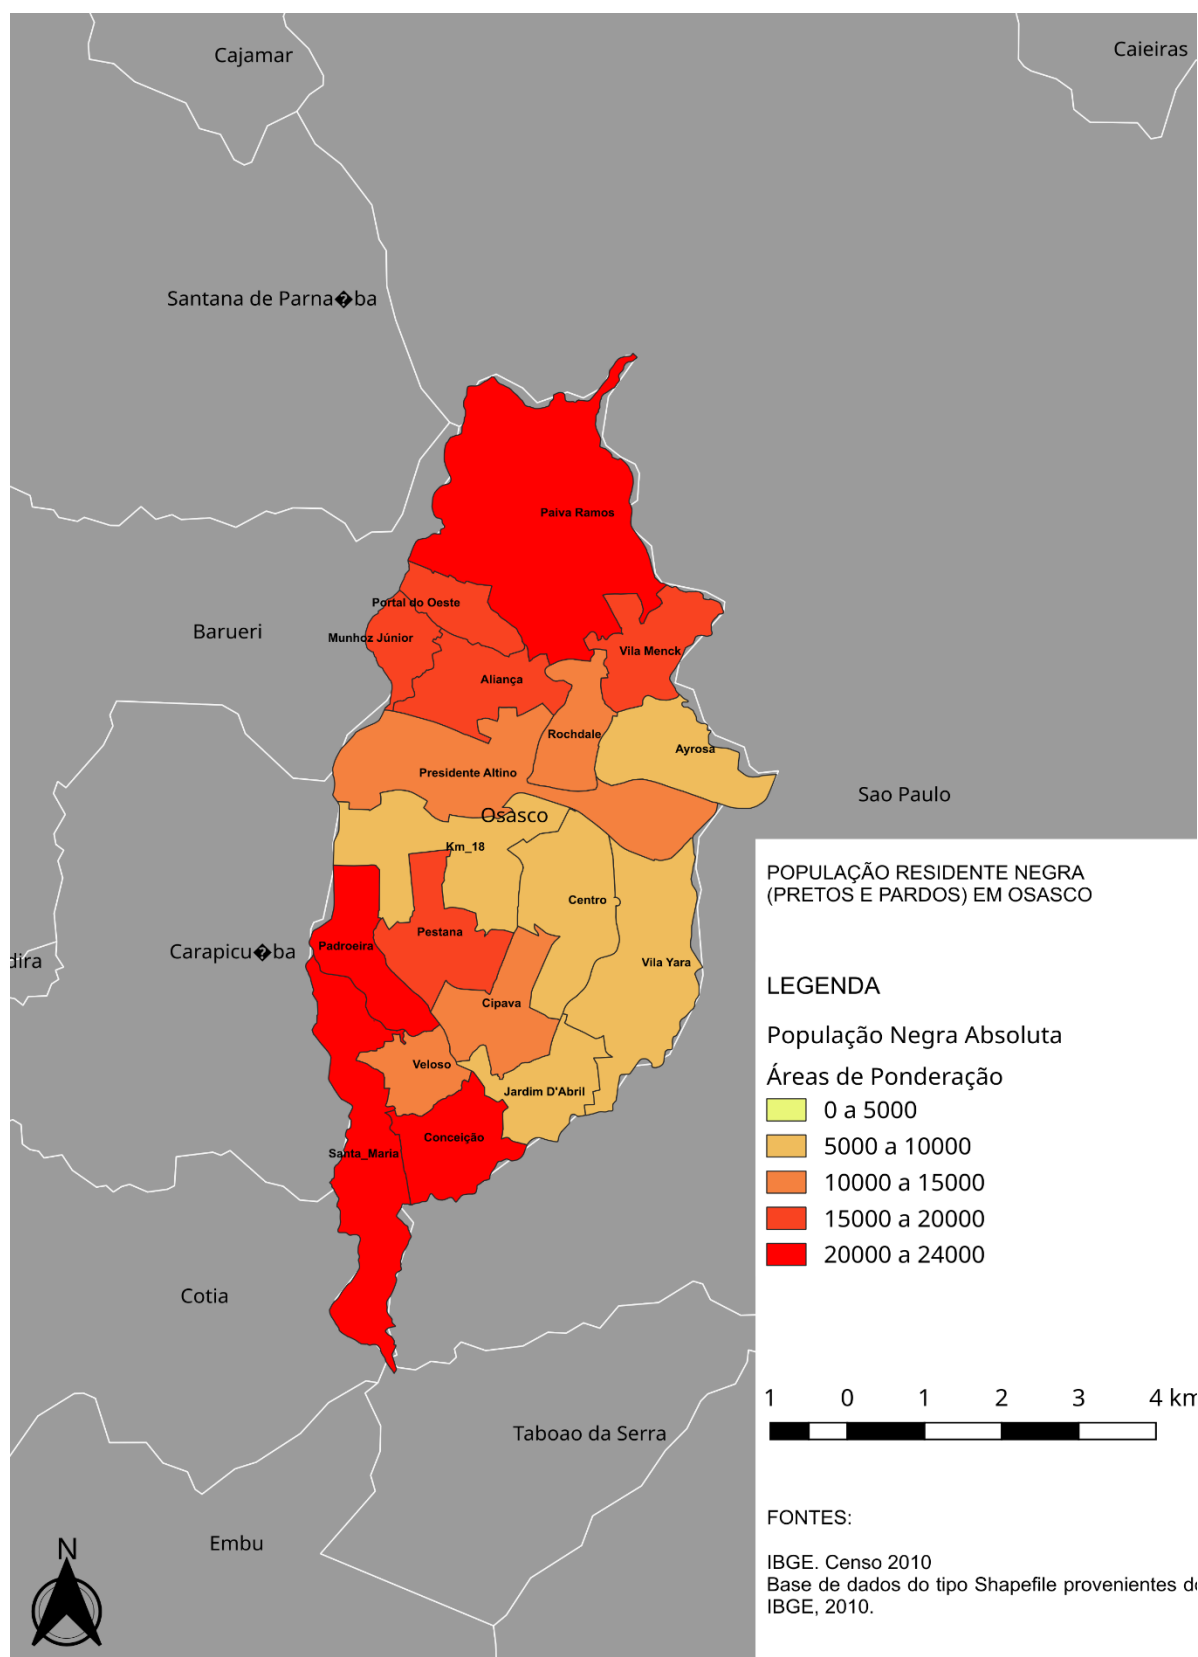 Cajamar
Caieiras
Santana de Parna�ba
Paiva Ramos
Portal do Oeste
Barueri
Munhoz Júnior
Vila Menck
Aliança
Rochdale
Ayrosa
Presidente Altino
Sao Paulo
Osasco
Km_18
POPULAÇÃO RESIDENTE NEGRA
(PRETOS E PARDOS) EM OSASCO
Centro
Pestana
Padroeira
Carapicu�ba
dira
Vila Yara
LEGENDA
Cipava
População Negra Absoluta
Veloso
Áreas de Ponderação
Jardim D'Abril
0 a 5000
5000 a 10000
Conceição
Santa_Maria
10000 a 15000
15000 a 20000
20000 a 24000
Cotia
1 0 1 2 3 4 km
Taboao da Serra
FONTES:
Embu
N
IBGE. Censo 2010
Base de dados do tipo Shapefile provenientes do
IBGE, 2010.